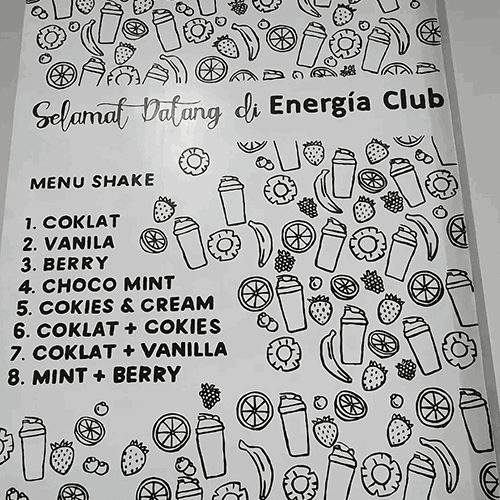 Selamat Datang di Energía Club
MENU SHAKE
1. COKLAT
2. VANILA
3. BERRY
4. CHOCO MINT
5. COKIES & CREAM
6. COKLAT + COKIES
7. COKLAT + VANILLA
8. MINT + BERRY